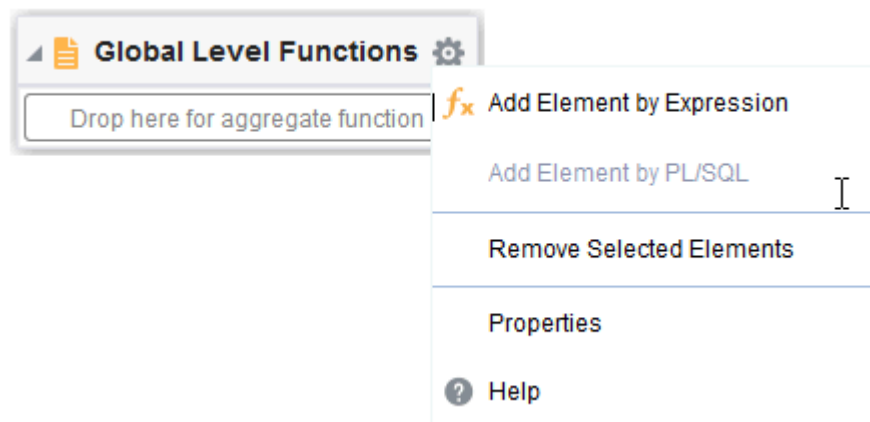 Global Level Functions
Drop here for aggregate function
Add Element by Expression
Add Element by PL/SQL
Remove Selected Elements
Properties
Help